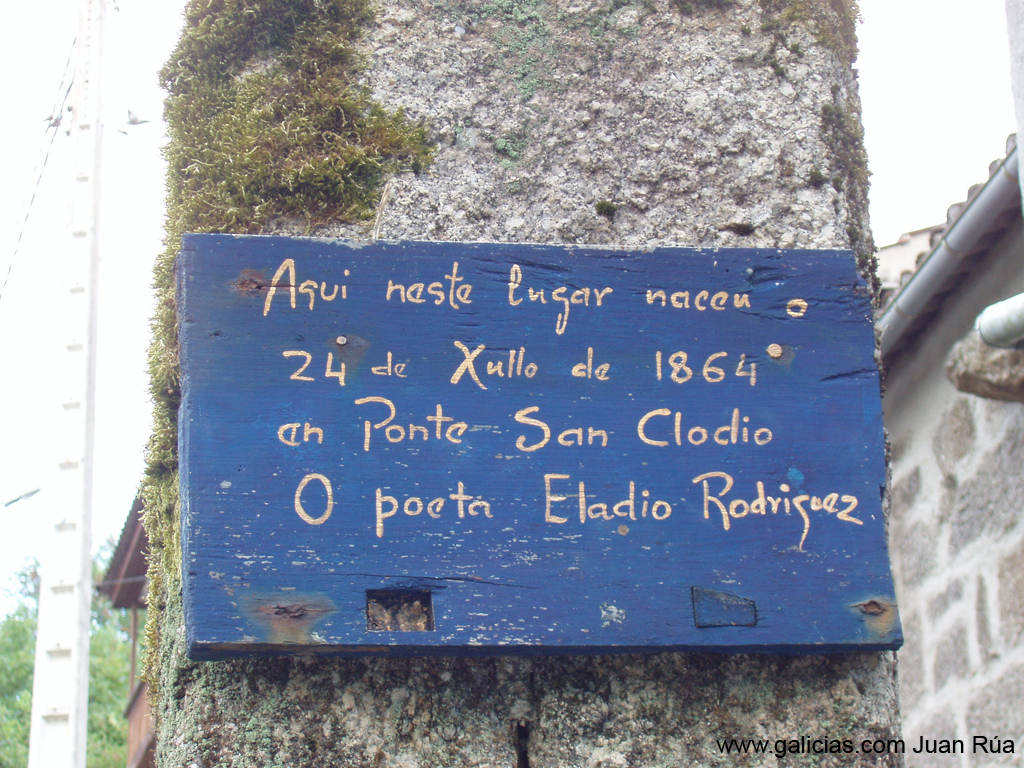 Aqui neste lugar naceu o
24 de Xullo de 1864
en Ponte San Clodio
O poeta Eladio Rodriguez
www.galicias.com Juan Rúa